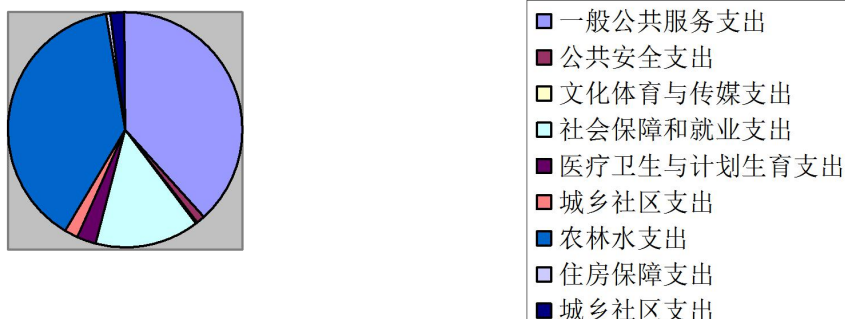 一般公共服务支出
公共安全支出
文化体育与传媒支出
社会保障和就业支出
医疗卫生与计划生育支出
城乡社区支出
农林水支出
住房保障支出
城乡社区支出